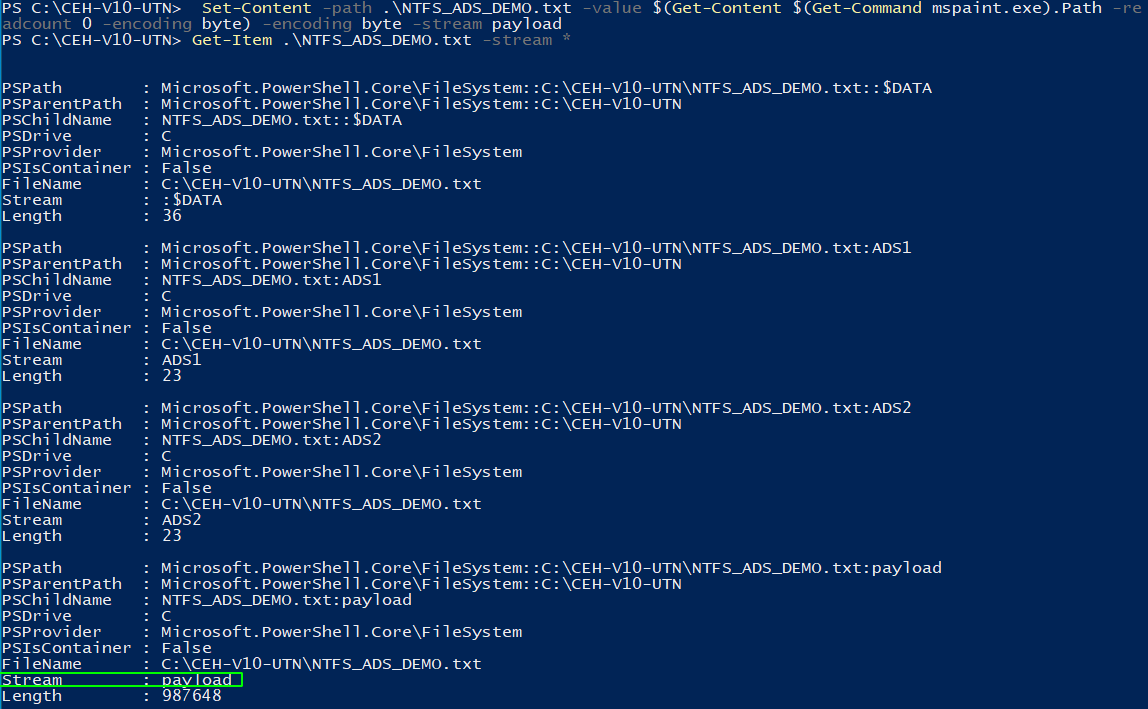 PS C:\CEH-V10-UTN>  Set-Content -path .\NTFS_ADS_DEMO.txt -value $(Get-Content $(Get-Command mspaint.exe).Path -re
adcount 0 -encoding byte) -encoding byte -stream payload
PS C:\CEH-V10-UTN> Get-Item .\NTFS_ADS_DEMO.txt -stream *
PSPath        : Microsoft.PowerShell.Core\FileSystem::C:\CEH-V10-UTN\NTFS_ADS_DEMO.txt::$DATA
PSParentPath  : Microsoft.PowerShell.Core\FileSystem::C:\CEH-V10-UTN
PSChildName   : NTFS_ADS_DEMO.txt::$DATA
PSDrive       : C
PSProvider    : Microsoft.PowerShell.Core\FileSystem
PSIsContainer : False
FileName      : C:\CEH-V10-UTN\NTFS_ADS_DEMO.txt
Stream        : :$DATA
Length        : 36
PSPath        : Microsoft.PowerShell.Core\FileSystem::C:\CEH-V10-UTN\NTFS_ADS_DEMO.txt:ADS1
PSParentPath  : Microsoft.PowerShell.Core\FileSystem::C:\CEH-V10-UTN
PSChildName   : NTFS_ADS_DEMO.txt:ADS1
PSDrive       : C
PSProvider    : Microsoft.PowerShell.Core\FileSystem
PSIsContainer : False
FileName      : C:\CEH-V10-UTN\NTFS_ADS_DEMO.txt
Stream        : ADS1
Length        : 23
PSPath        : Microsoft.PowerShell.Core\FileSystem::C:\CEH-V10-UTN\NTFS_ADS_DEMO.txt:ADS2
PSParentPath  : Microsoft.PowerShell.Core\FileSystem::C:\CEH-V10-UTN
PSChildName   : NTFS_ADS_DEMO.txt:ADS2
PSDrive       : C
PSProvider    : Microsoft.PowerShell.Core\FileSystem
PSIsContainer : False
FileName      : C:\CEH-V10-UTN\NTFS_ADS_DEMO.txt
Stream        : ADS2
Length        : 23
PSPath        : Microsoft.PowerShell.Core\FileSystem::C:\CEH-V10-UTN\NTFS_ADS_DEMO.txt:payload
PSParentPath  : Microsoft.PowerShell.Core\FileSystem::C:\CEH-V10-UTN
PSChildName   : NTFS_ADS_DEMO.txt:payload
PSDrive       : C
PSProvider    : Microsoft.PowerShell.Core\FileSystem
PSIsContainer : False
FileName      : C:\CEH-V10-UTN\NTFS_ADS_DEMO.txt
Stream        : payload
Length        : 987648